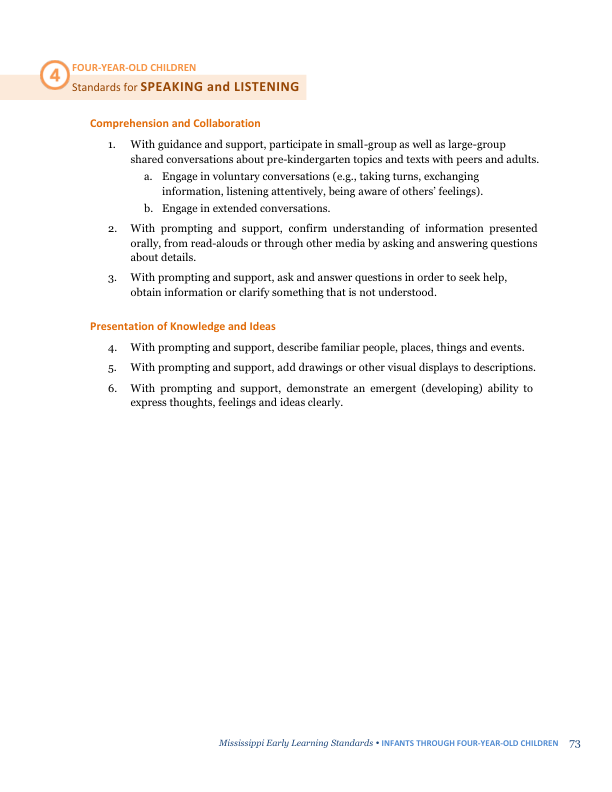 4
FOUR-YEAR-OLD CHILDREN
Standards for SPEAKING and LISTENING
Comprehension and Collaboration
1. With guidance and support, participate in small-group as well as large-group
shared conversations about pre-kindergarten topics and texts with peers and adults.
a. Engage in voluntary conversations (e.g., taking turns, exchanging
information, listening attentively, being aware of others’ feelings).
b. Engage in extended conversations.
2. With prompting and support, confirm understanding of information presented
orally, from read-alouds or through other media by asking and answering questions
about details.
3. With prompting and support, ask and answer questions in order to seek help,
obtain information or clarify something that is not understood.
Presentation of Knowledge and Ideas
4. With prompting and support, describe familiar people, places, things and events.
5. With prompting and support, add drawings or other visual displays to descriptions.
6. With prompting and support, demonstrate an emergent (developing) ability to
express thoughts, feelings and ideas clearly.
Mississippi Early Learning Standards • INFANTS THROUGH FOUR-YEAR-OLD CHILDREN 73